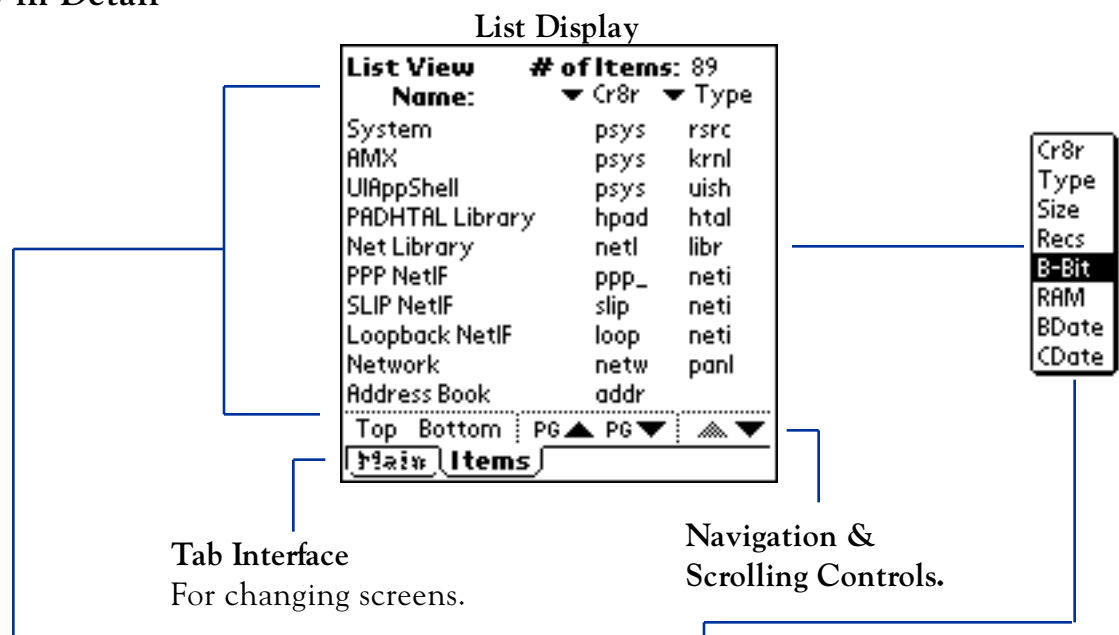 in Detail
List Display
List View # of Items: 89
Name: Cr8r Type
System psys rsrc
AMX psys krnl
UIAppShell psys uish
PADHTAL Library hpad htal
Net Library netl libr
PPP NetIF ppp_ neti
SLIP NetIF slip neti
Loopback NetIF loop neti
Network netw panl
Address Book addr
Top Bottom PG PG
Main Items
Cr8r
Type
Size
Recs
B-Bit
RAM
BDate
CDate
Tab Interface
For changing screens.
Navigation &
Scrolling Controls.